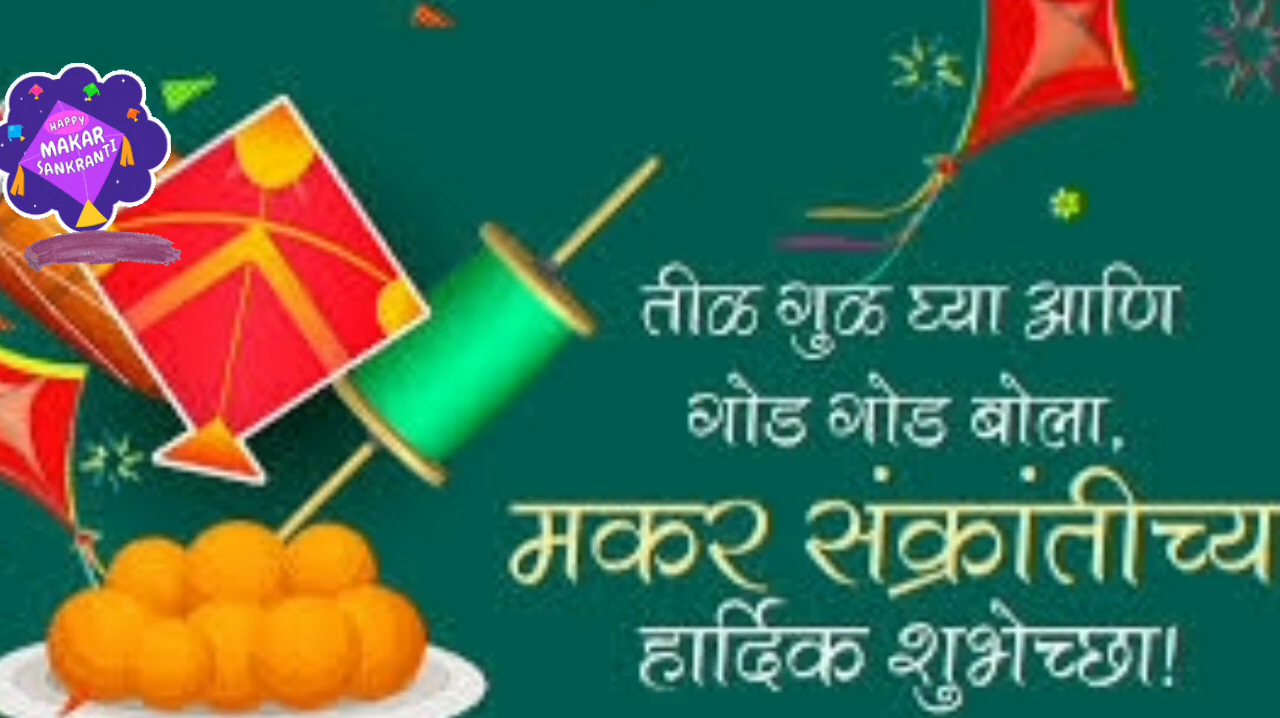 HAPPY
MAKAR
SANKRANTI
तीळ गुळ घ्या आणि
गोड गोड बोला,
मकर संक्रांतीच्य
हार्दिक शुभेच्छा!